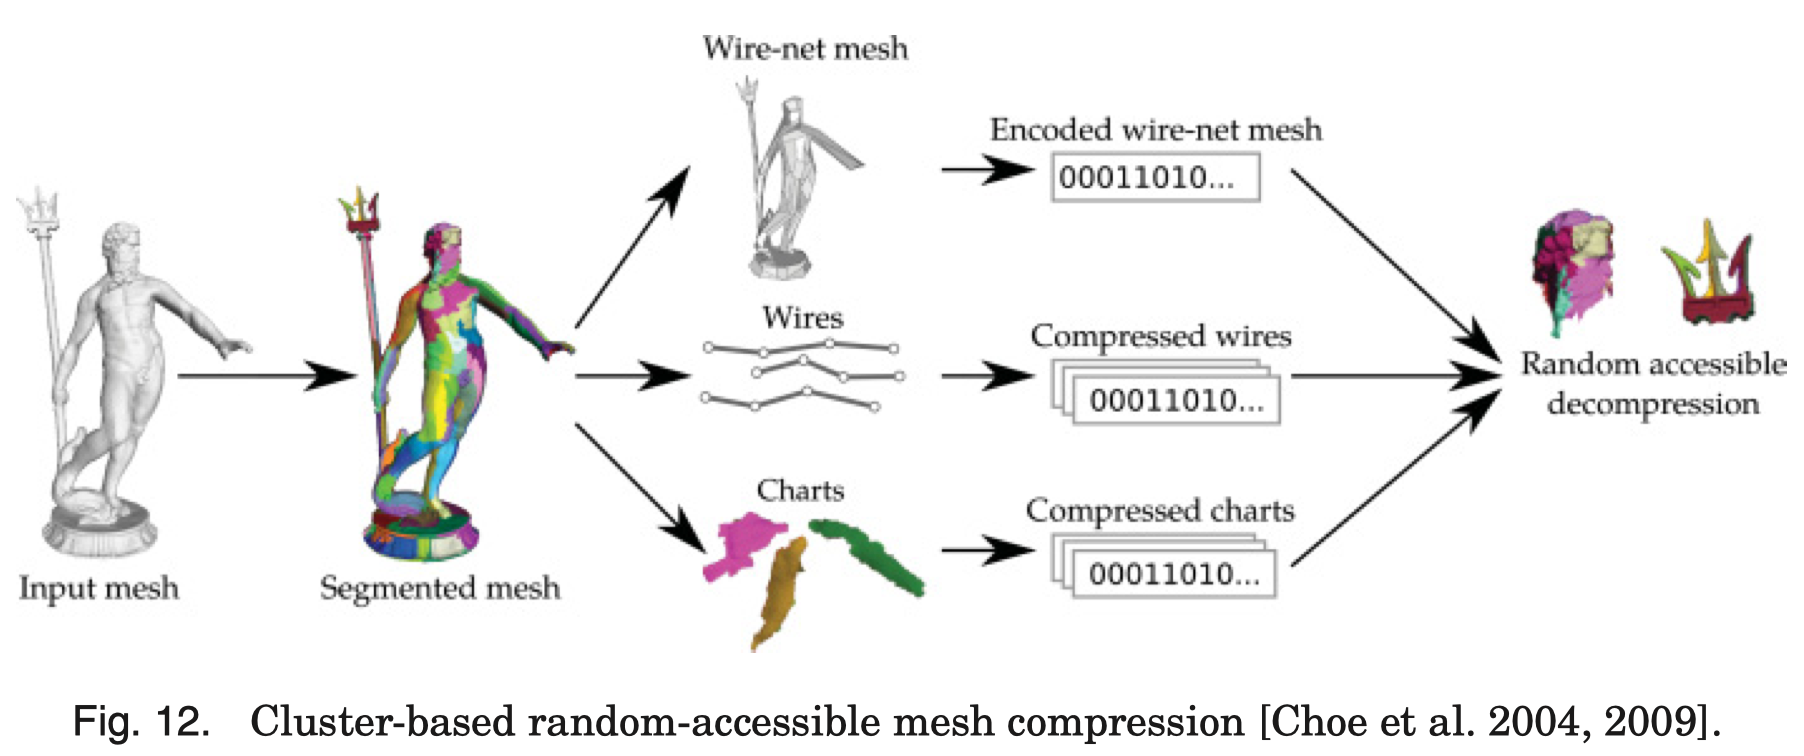 Wire-net mesh
Encoded wire-net mesh
00011010...
Wires
Compressed wires
00011010...
Random accessible
decompression
Charts
Compressed charts
00011010...
Input mesh
Segmented mesh
Fig. 12. Cluster-based random-accessible mesh compression [Choe et al. 2004, 2009].